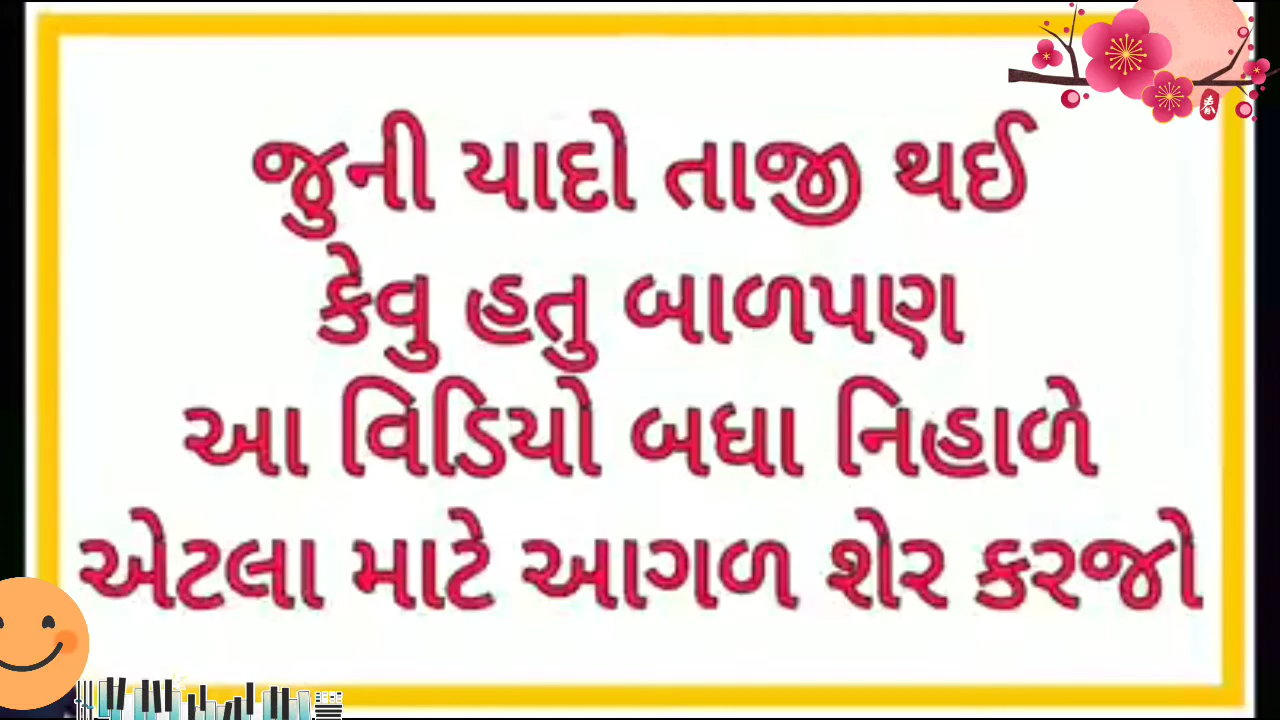 જુની યાદો તાજી થઈ
કેવુ હતુ બાળપણ
આ વિડિયો બધા નિહાળે
એટલા માટે આગળ શેર કરજો